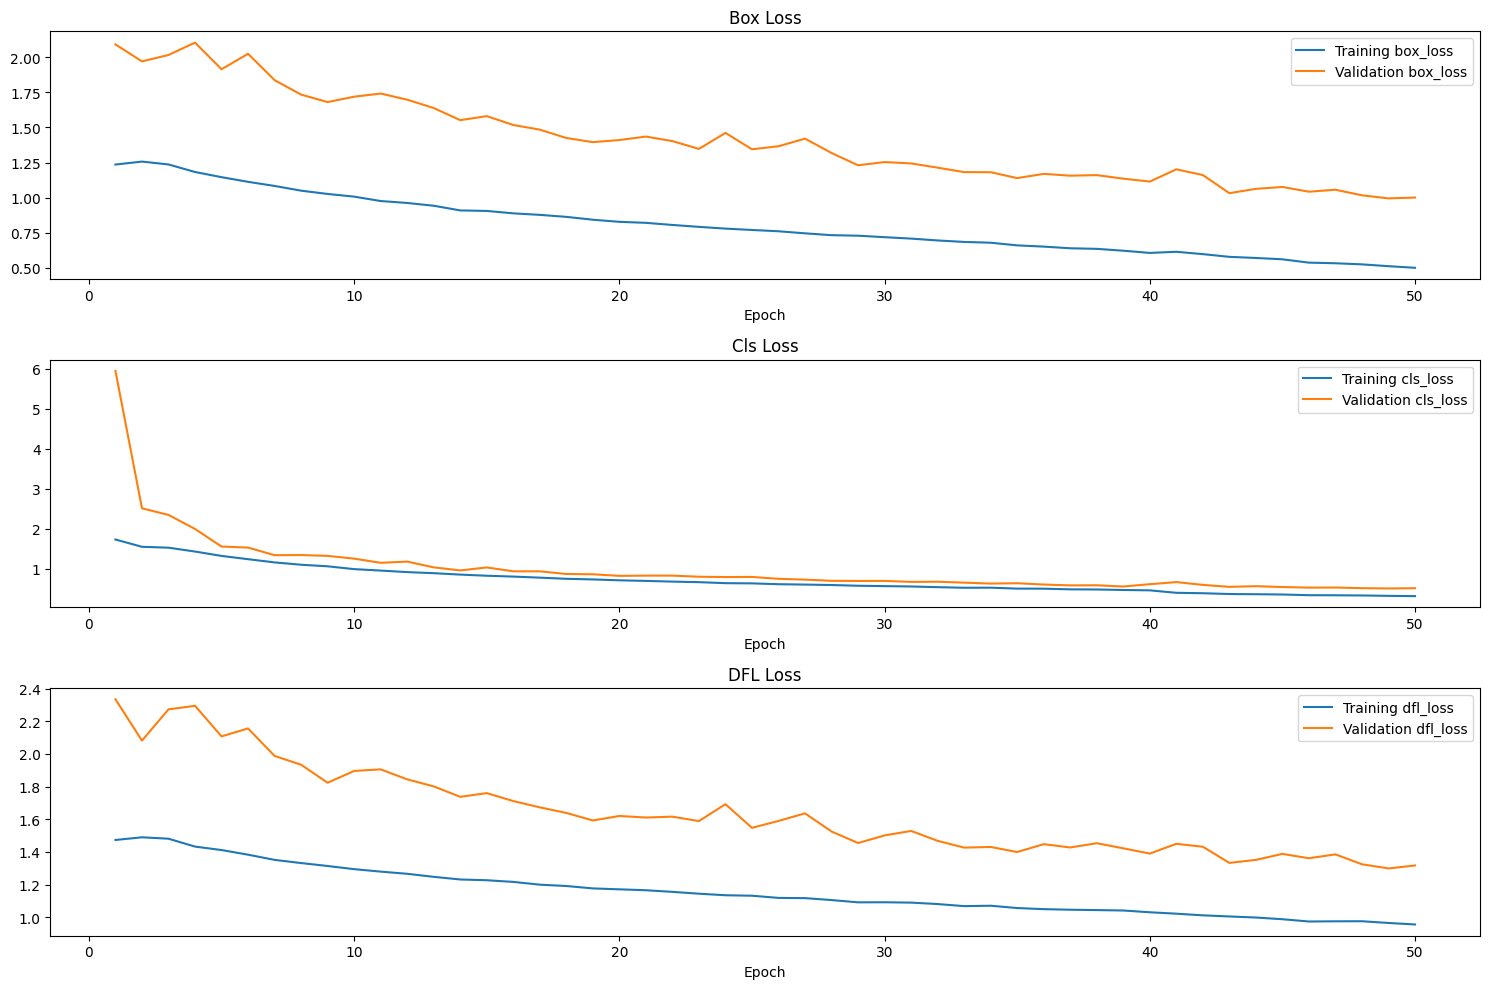 Box Loss
Training box_loss
Validation box_loss
2.00
1.75
1.50
1.25
1.00
0.75
0.50
0 10 20 30 40 50
Epoch
Cls Loss
Training cls_loss
Validation cls_loss
6
5
4
3
2
1
0 10 20 30 40 50
Epoch
DFL Loss
Training dfl_loss
Validation dfl_loss
2.4
2.2
2.0
1.8
1.6
1.4
1.2
1.0
0 10 20 30 40 50
Epoch